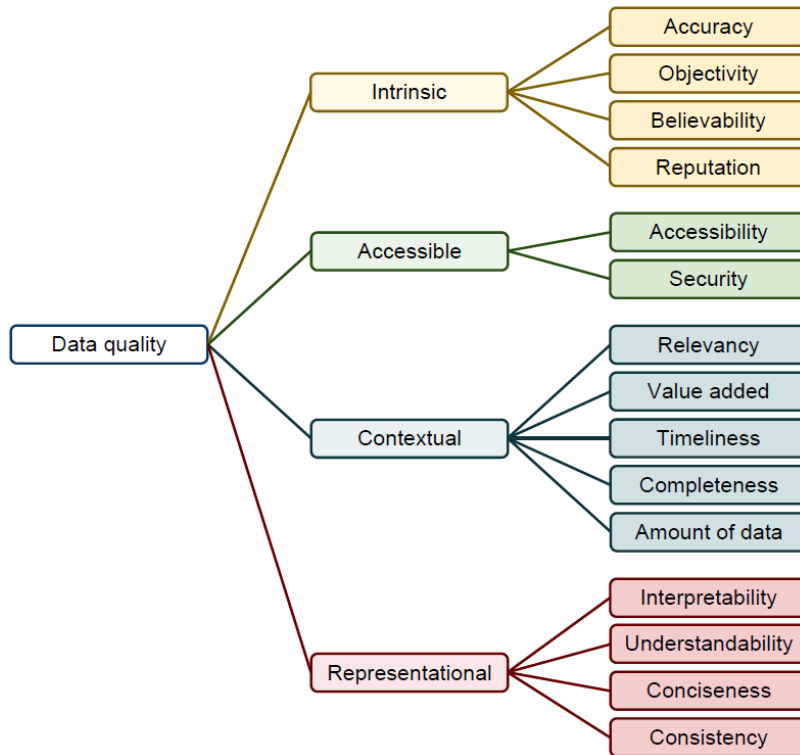 Data quality
Intrinsic
Accuracy
Objectivity
Believability
Reputation
Accessible
Accessibility
Security
Contextual
Relevancy
Value added
Timeliness
Completeness
Amount of data
Representational
Interpretability
Understandability
Conciseness
Consistency